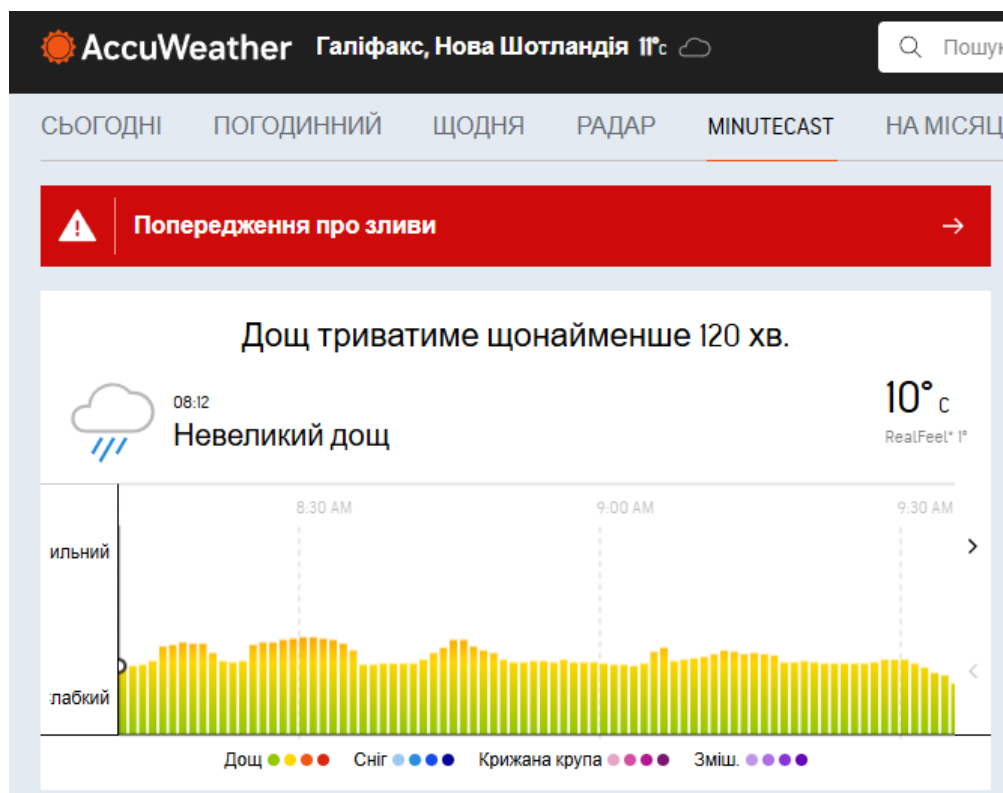 AccuWeather Галіфакс, Нова Шотландія 11°c Пошук
СЬОГОДНІ ПОГОДИННИЙ ЩОДНЯ РАДАР MINUTECAST НА МІСЯЦ
Попередження про зливи
Дощ триватиме щонайменше 120 хв.
08:12
Невеликий дощ
10° c
RealFeel® 1°
8:30 AM 9:00 AM 9:30 AM
ильний
лабкий
Дощ Сніг Крижана крупа Зміш.